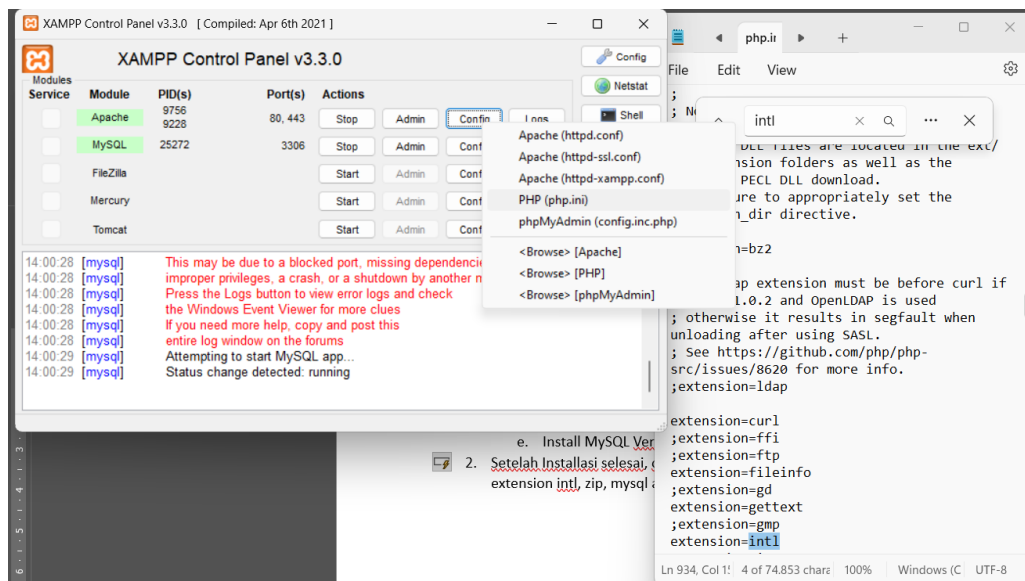 XAMPP Control Panel v3.3.0 [ Compiled: Apr 6th 2021 ]
XAMPP Control Panel v3.3.0
Config
Netstat
Shell
Modules
Service Module PID(s) Port(s) Actions
Apache 9756 9228 80, 443 Stop Admin Config Logs
MySQL 25272 3306 Stop Admin Conf
FileZilla Start Admin Conf
Mercury Start Admin Conf
Tomcat Start Admin Conf
Apache (httpd.conf)
Apache (httpd-ssl.conf)
Apache (httpd-xampp.conf)
PHP (php.ini)
phpMyAdmin (config.inc.php)
<Browse> [Apache]
<Browse> [PHP]
<Browse> [phpMyAdmin]
14:00:28 [mysql] This may be due to a blocked port, missing dependencie
14:00:28 [mysql] improper privileges, a crash, or a shutdown by another m
14:00:28 [mysql] Press the Logs button to view error logs and check
14:00:28 [mysql] the Windows Event Viewer for more clues
14:00:28 [mysql] If you need more help, copy and post this
14:00:28 [mysql] entire log window on the forums
14:00:29 [mysql] Attempting to start MySQL app...
14:00:29 [mysql] Status change detected: running
e. Install MySQL Ver
2. Setelah Installasi selesai,
extension intl, zip, mysql
php.ir
File Edit View
;
; N
intl
DLL files are located in the ext/
nsion folders as well as the
PECL DLL download.
ure to appropriately set the
n_dir directive.
n=bz2
ap extension must be before curl if
1.0.2 and OpenLDAP is used
; otherwise it results in segfault when
unloading after using SASL.
; See https://github.com/php/php-
src/issues/8620 for more info.
;extension=ldap
extension=curl
;extension=ffi
;extension=ftp
extension=fileinfo
;extension=gd
extension=gettext
;extension=gmp
extension=intl
Ln 934, Col 1 4 of 74.853 chara 100% Windows (C UTF-8